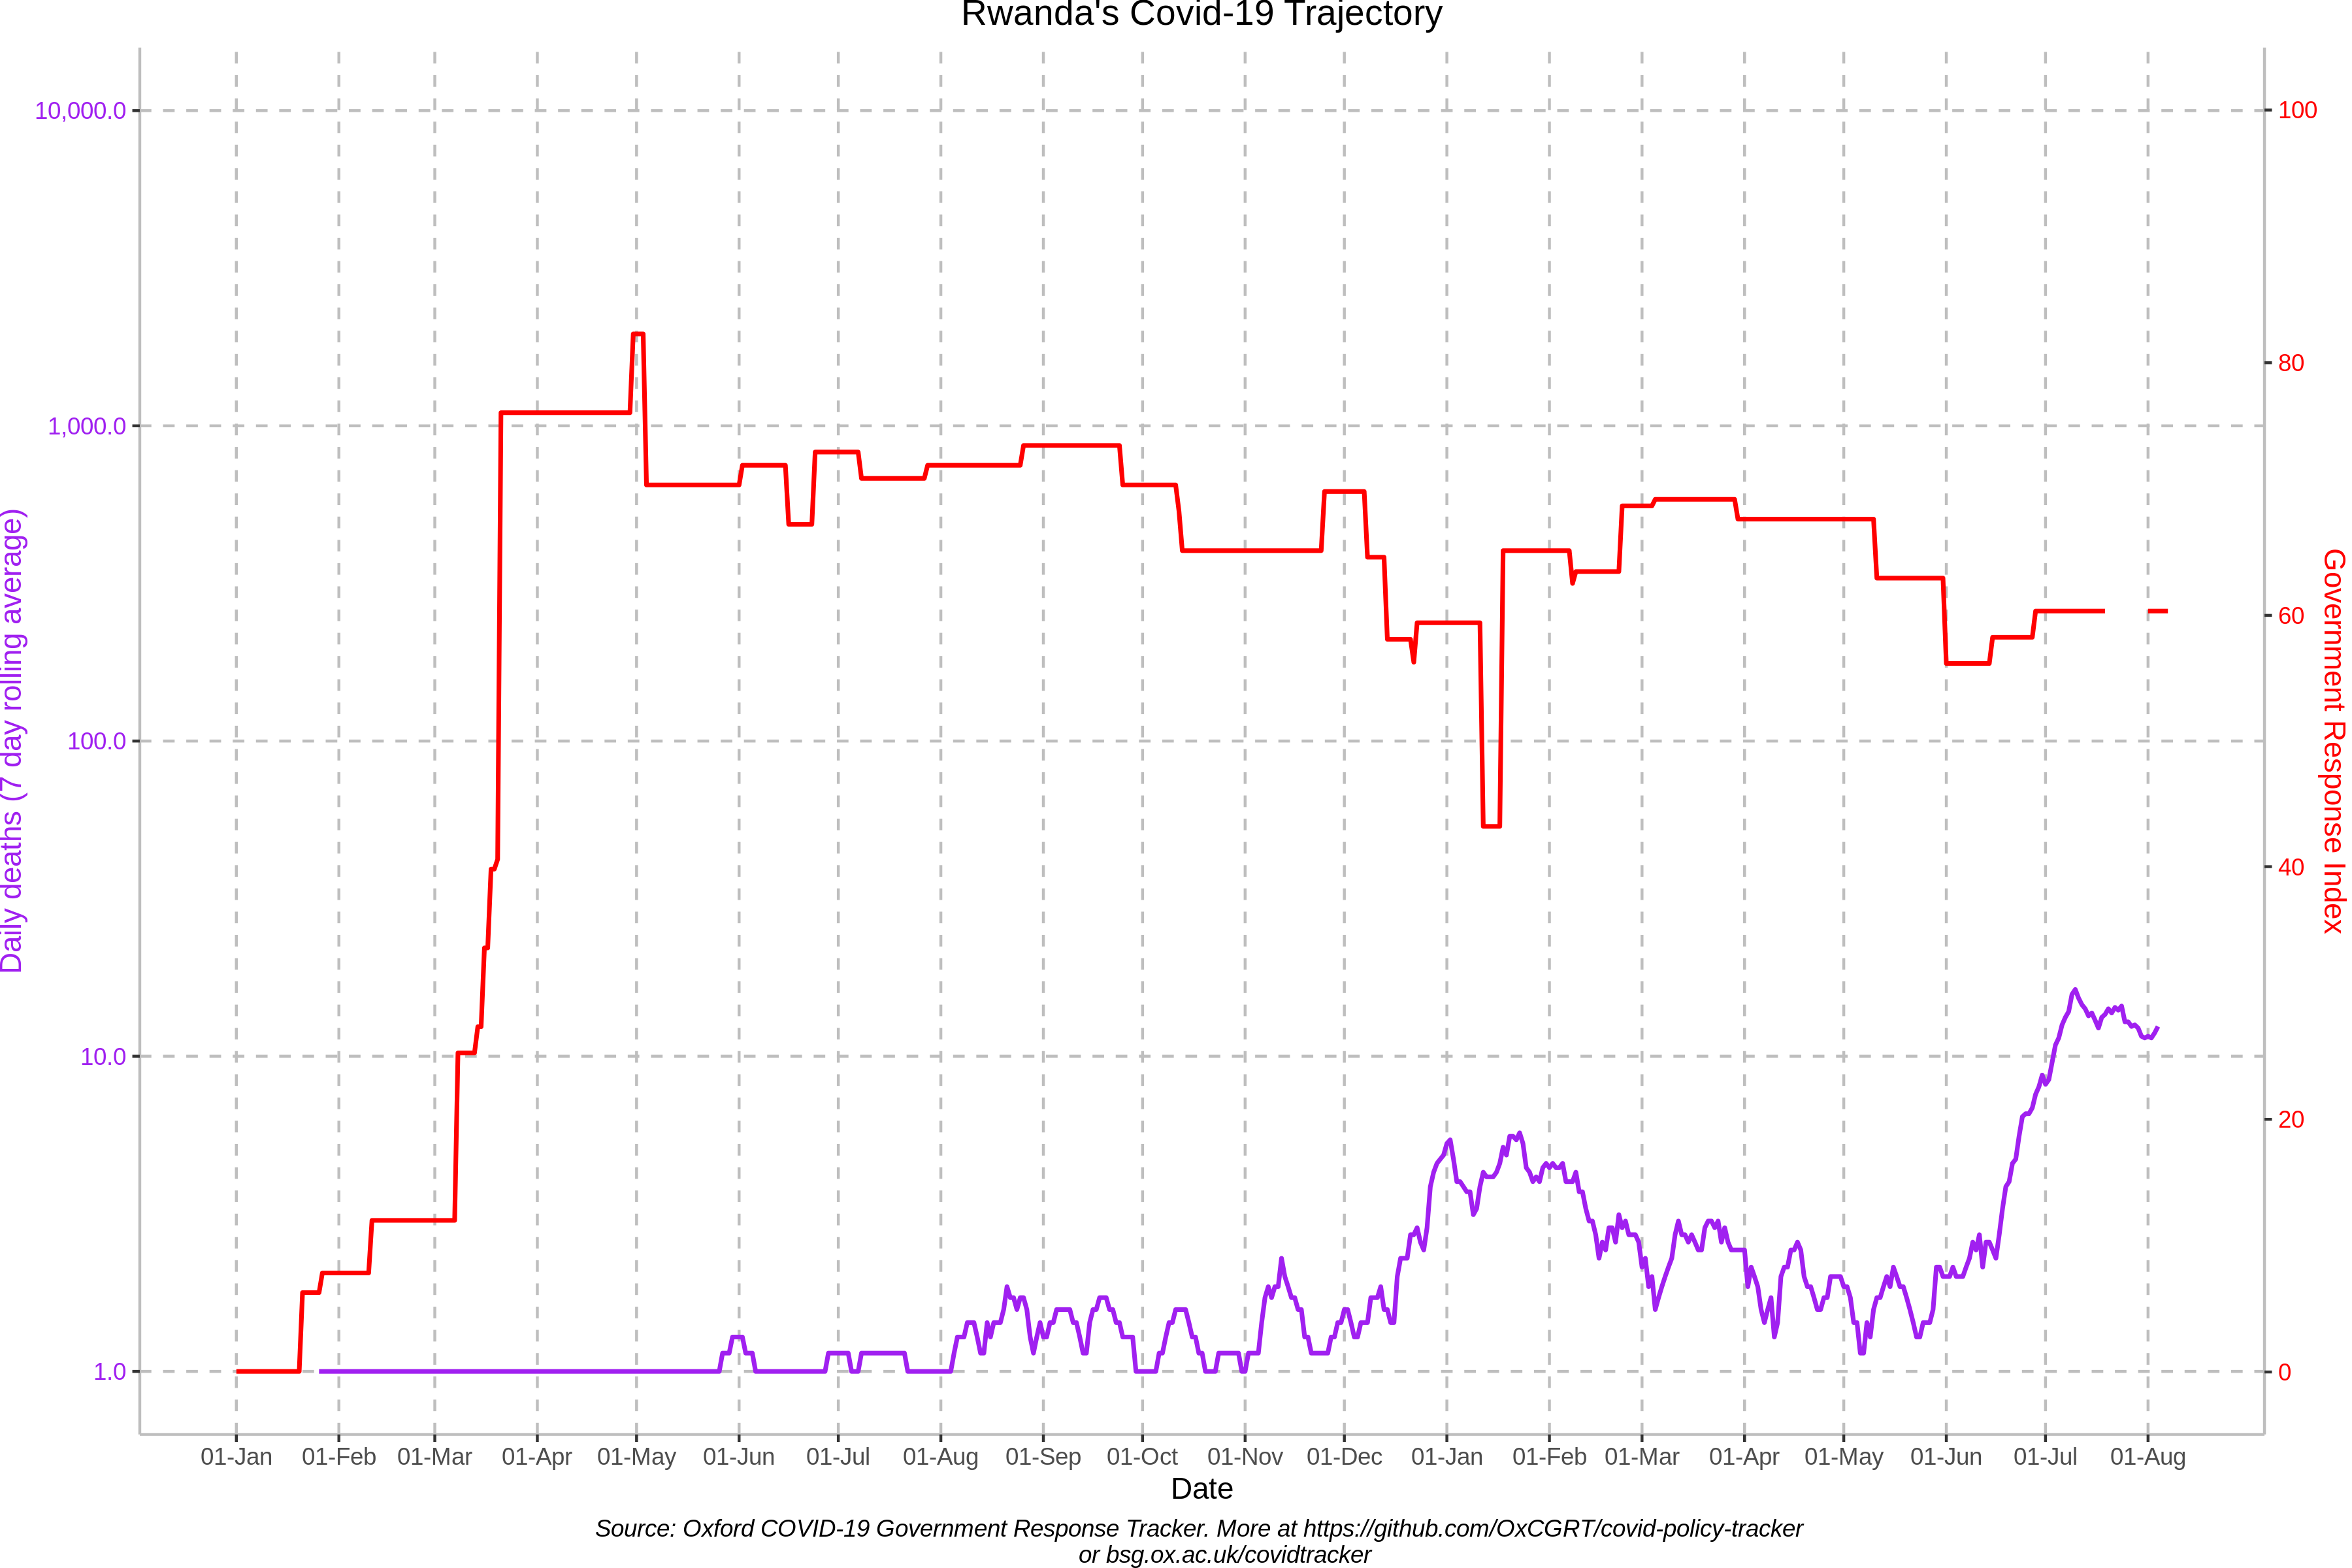 Rwanda's Covid-19 Trajectory
10,000.0
1,000.0
100.0
10.0
1.0
Daily deaths (7 day rolling average)
100
80
60
40
20
0
Government Response Index
01-Jan 01-Feb 01-Mar 01-Apr 01-May 01-Jun 01-Jul 01-Aug 01-Sep 01-Oct 01-Nov 01-Dec 01-Jan 01-Feb 01-Mar 01-Apr 01-May 01-Jun 01-Jul 01-Aug
Date
Source: Oxford COVID-19 Government Response Tracker. More at https://github.com/OxCGRT/covid-policy-tracker
or bsg.ox.ac.uk/covidtracker